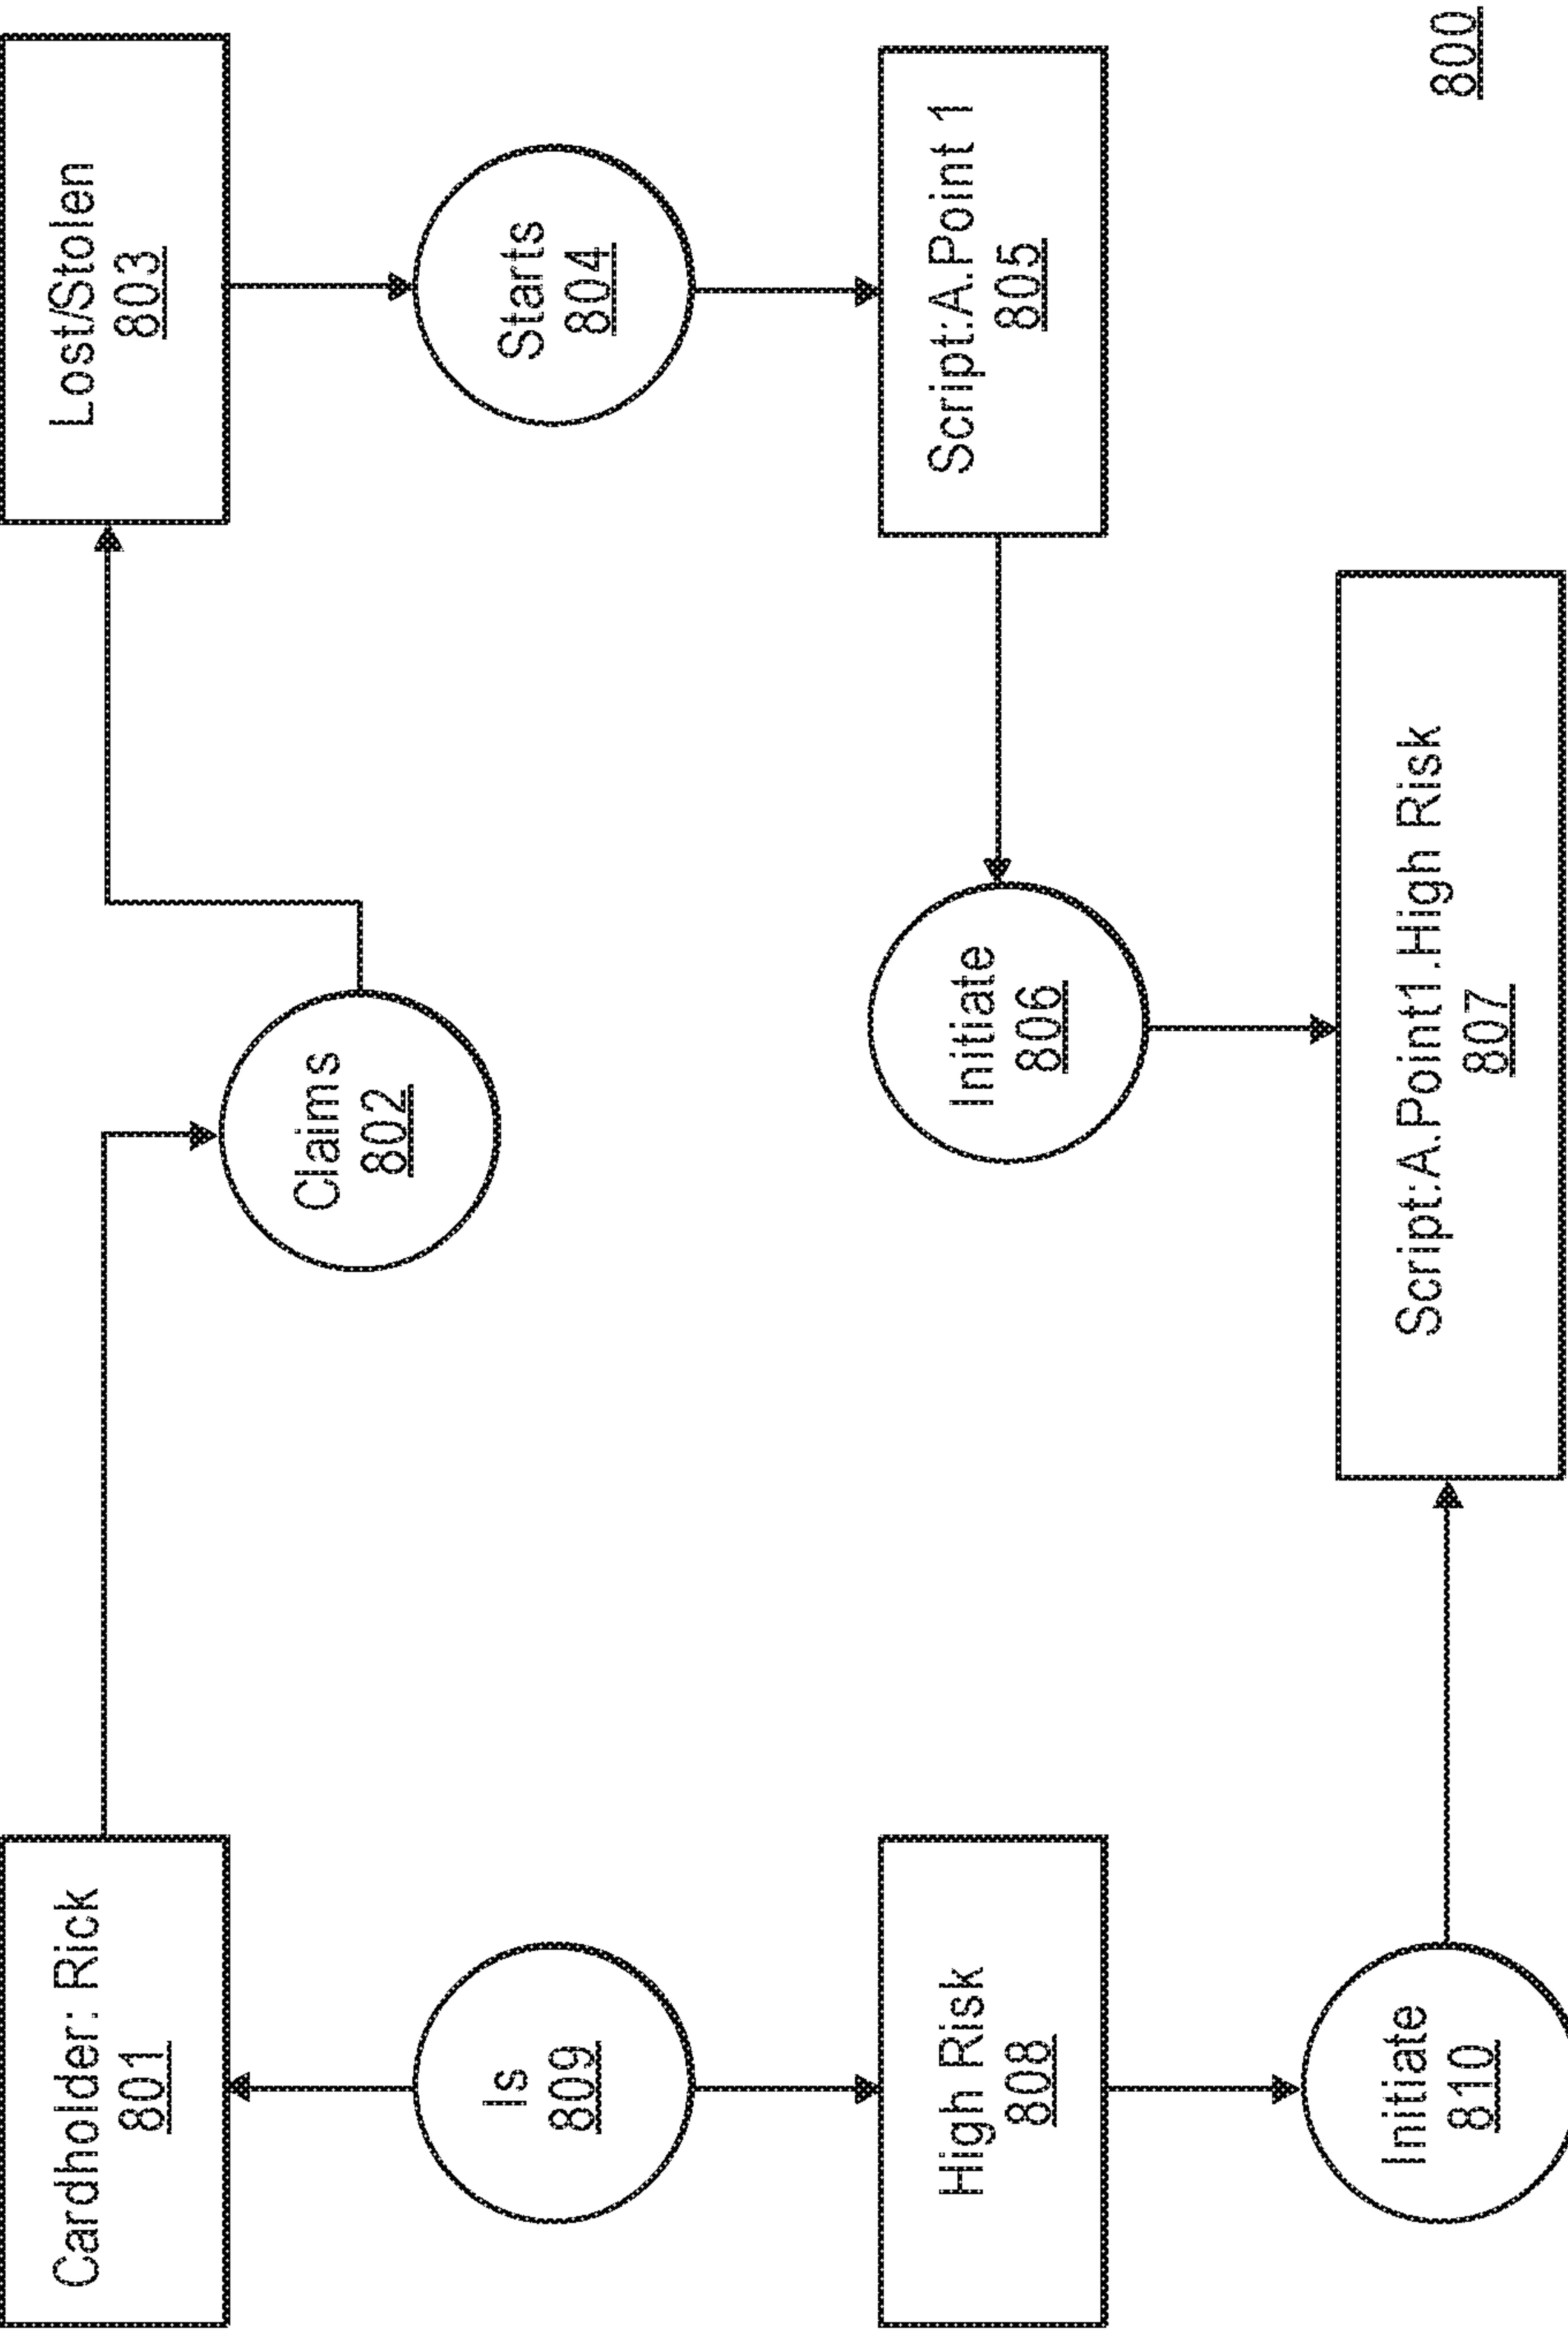 Cardholder: Rick
801
Claims
802
Lost/Stolen
803
Is
809
Starts
804
High Risk
808
Initiate
806
Script:A.Point 1
805
Initiate
810
Script:A.Point1.High Risk
807
800